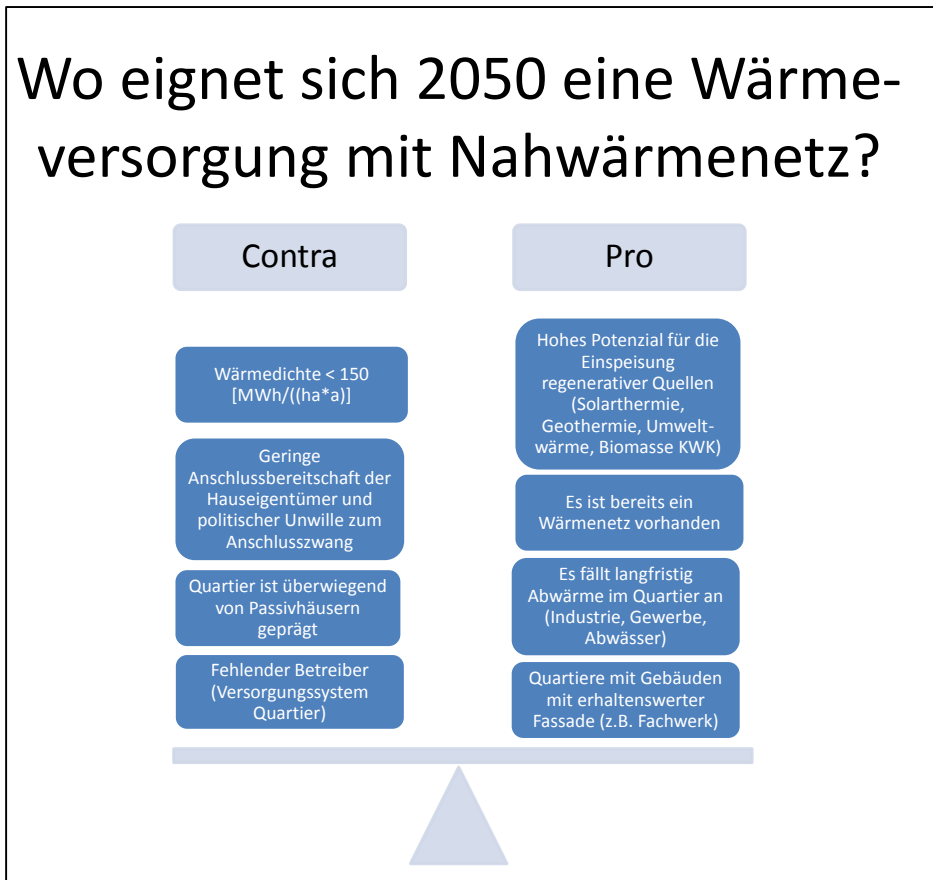 Wo eignet sich 2050 eine Wärme-
versorgung mit Nahwärmenetz?
Contra
Wärmedichte < 150
[MWh/((ha*a)]
Geringe
Anschlussbereitschaft der
Hauseigentümer und
politischer Unwille zum
Anschlusszwang
Quartier ist überwiegend
von Passivhäusern
geprägt
Fehlender Betreiber
(Versorgungssystem
Quartier)
Pro
Hohes Potenzial für die
Einspeisung
regenerativer Quellen
(Solarthermie,
Geothermie, Umwelt-
wärme, Biomasse KWK)
Es ist bereits ein
Wärmenetz vorhanden
Es fällt langfristig
Abwärme im Quartier an
(Industrie, Gewerbe,
Abwässer)
Quartiere mit Gebäuden
mit erhaltenswerter
Fassade (z.B. Fachwerk)